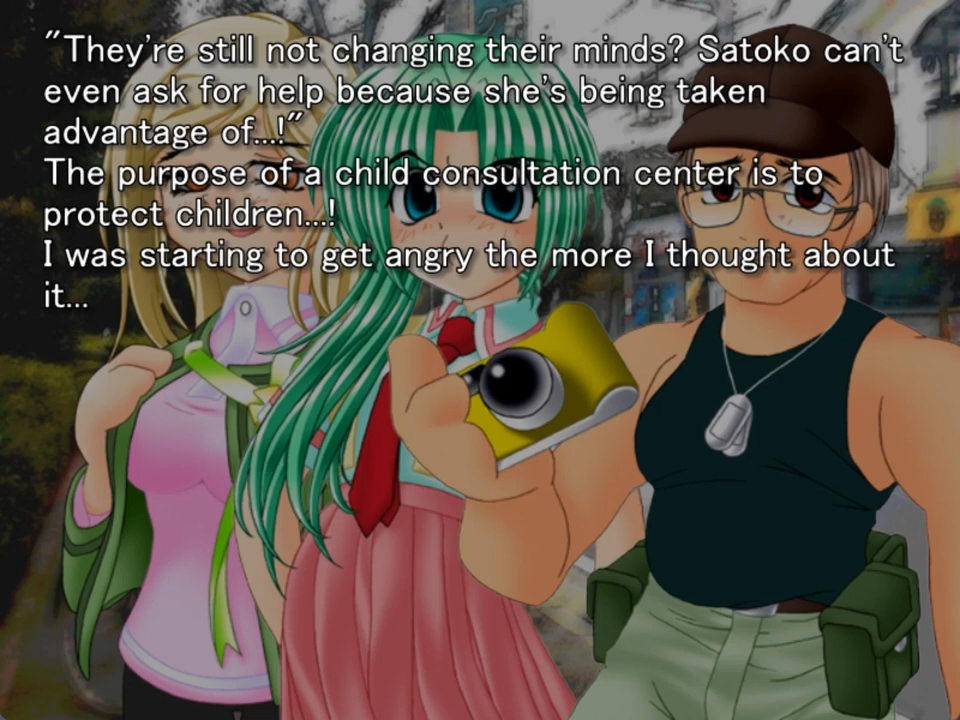 "They're still not changing their minds? Satoko can't
even ask for help because she's being taken
advantage of...!"
The purpose of a child consultation center is to
protect children...!
I was starting to get angry the more I thought about
it...